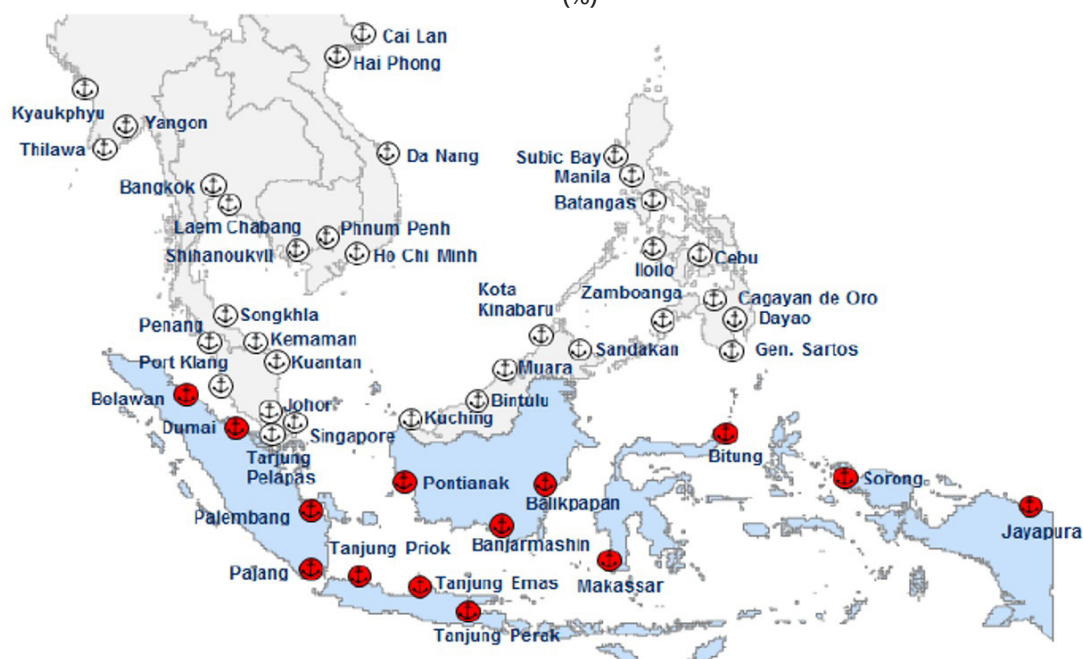 (%)
Cai Lan
Hai Phong
Kyaukphyu
Yangon
Thilawa
Da Nang
Subic Bay
Manila
Bangkok
Batangas
Laem Chabang
Phnum Penh
Shihanoukvil
Ho Chi Minh
Iloilo
Cebu
Kota
Kinabaru
Zamboanga
Cagayan de Oro
Songkhla
Dayao
Penang
Kemaman
Sandakan
Gen. Sartos
Port Klang
Kuantan
Muara
Belawan
Bintulu
Johor
Kuching
Dumai
Singapore
Tarjung
Pelapas
Bitung
Pontianak
Sorong
Balikpapan
Palembang
Jayapura
Tanjung Priok
Banjarmashin
Pajang
Tanjung Emas
Makassar
Tanjung Perak